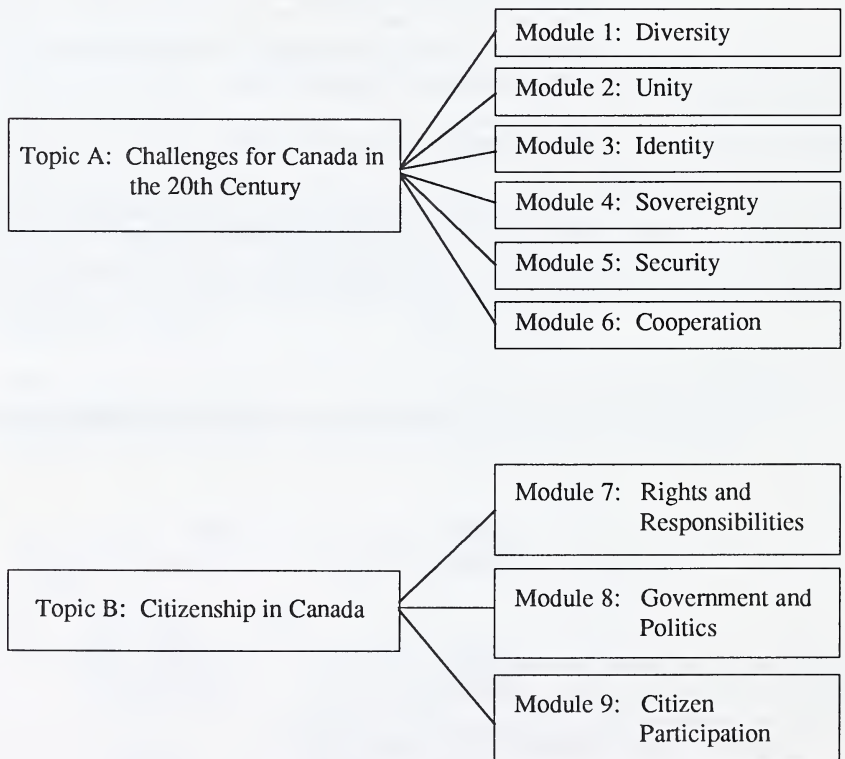 Topic A: Challenges for Canada in
the 20th Century
Module 1: Diversity
Module 2: Unity
Module 3: Identity
Module 4: Sovereignty
Module 5: Security
Module 6: Cooperation
Topic B: Citizenship in Canada
Module 7: Rights and
Responsibilities
Module 8: Government and
Politics
Module 9: Citizen
Participation